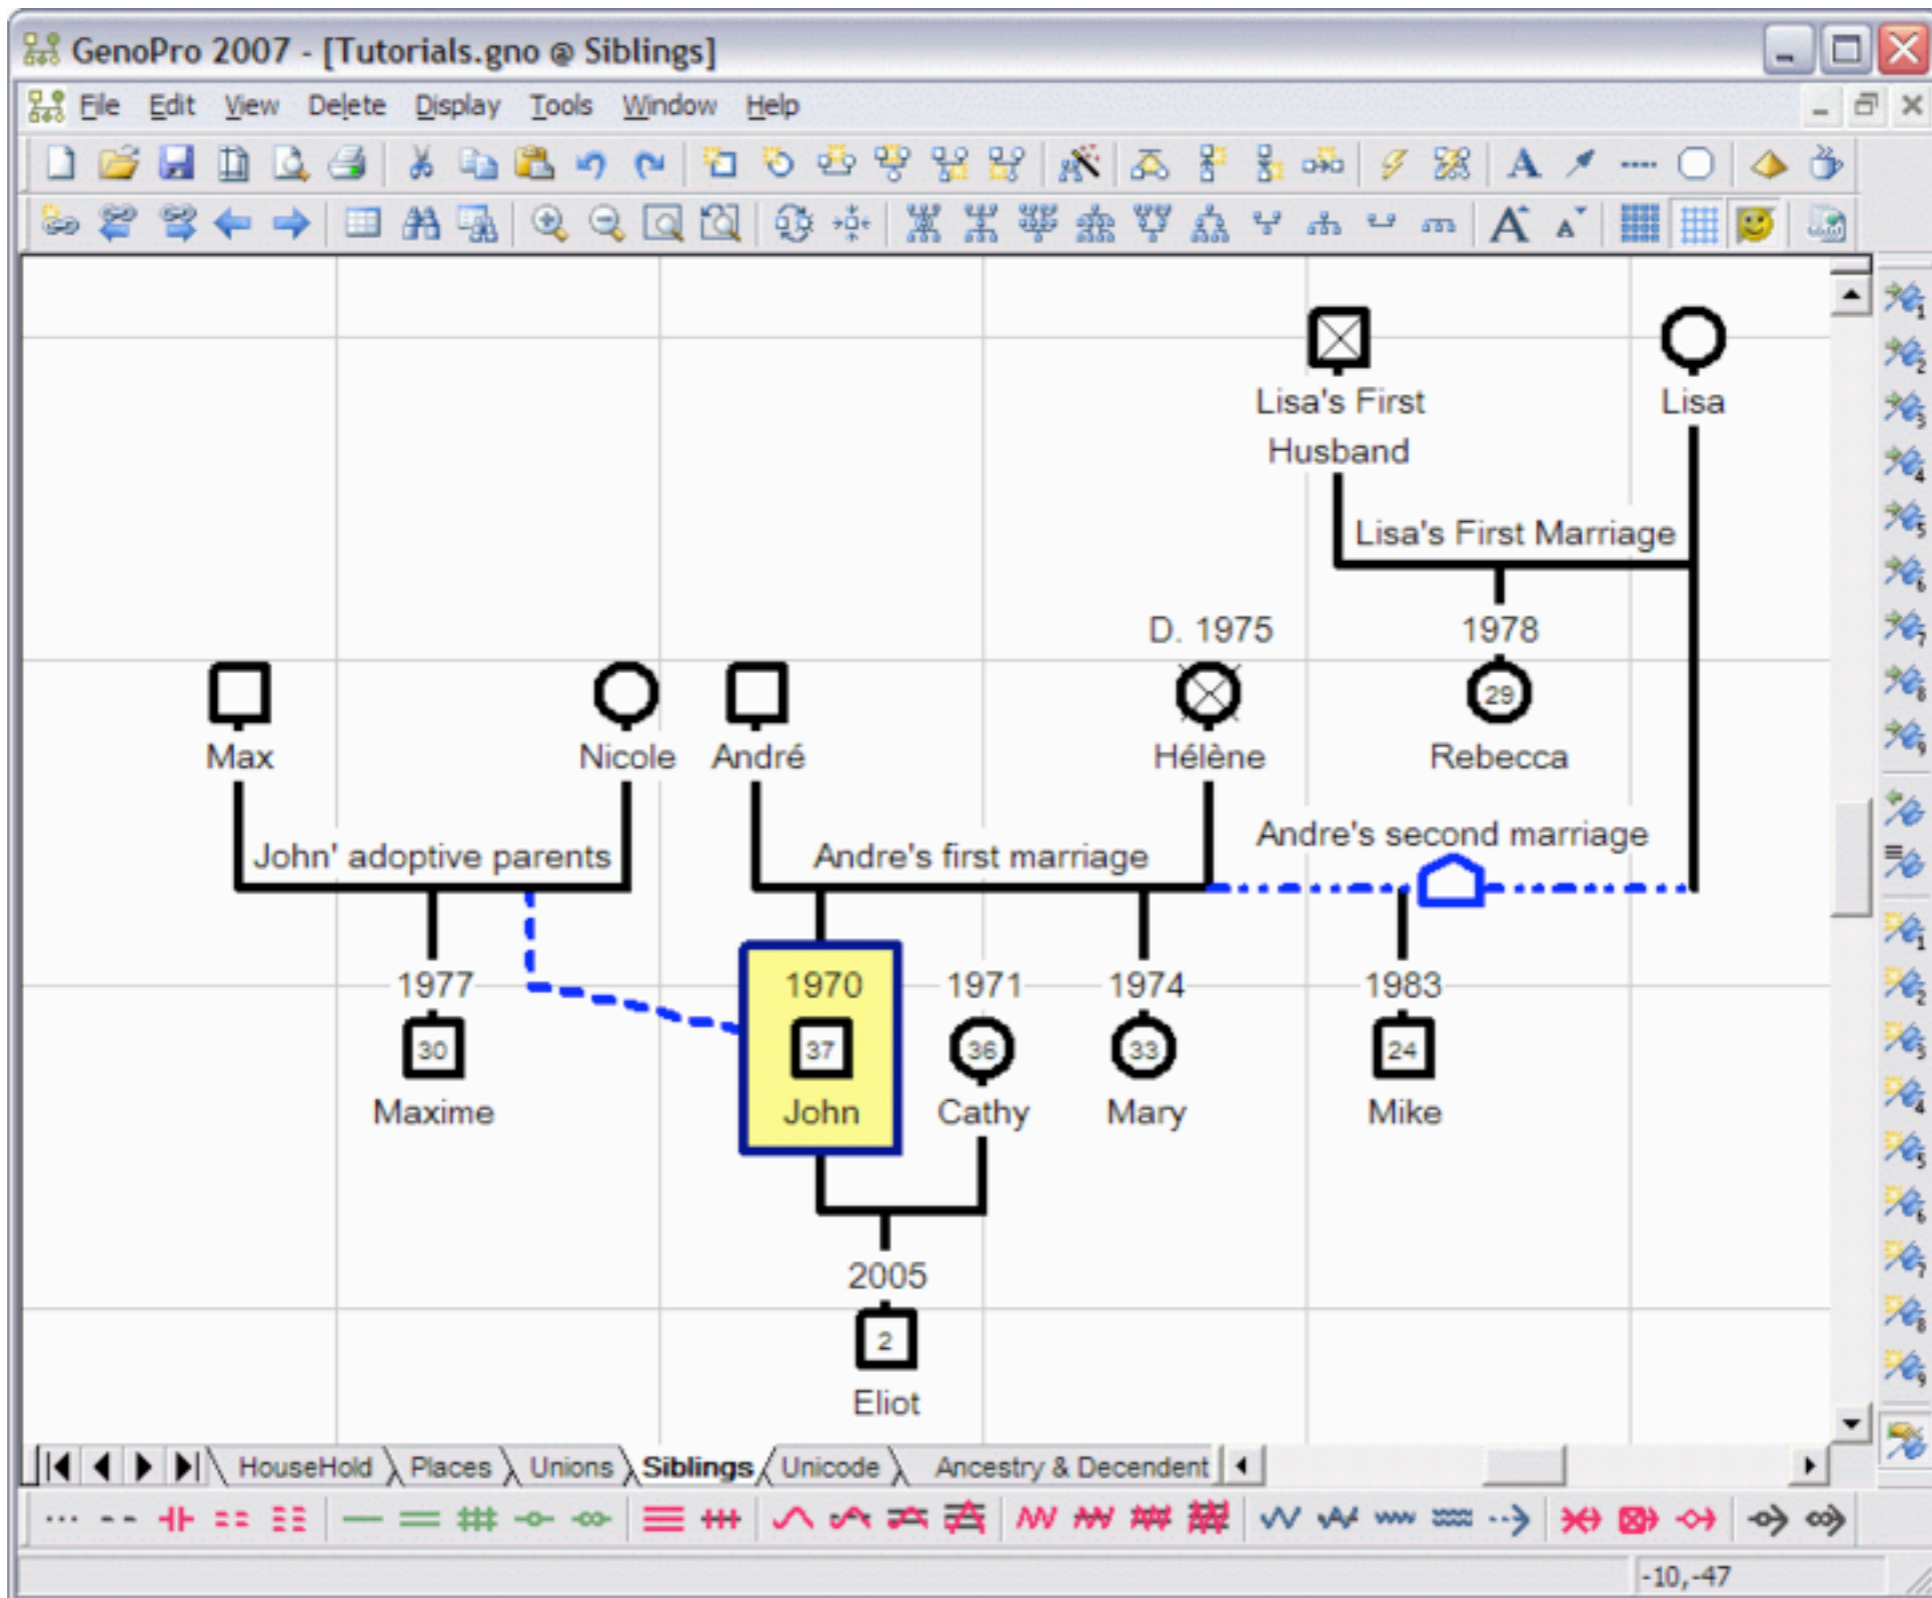 GenoPro 2007 - [Tutorials.gno @ Siblings]
File Edit View Delete Display Tools Window Help
Lisa's First
Husband
Lisa
Lisa's First Marriage
D. 1975
1978
29
Max
Nicole
André
Hélène
Rebecca
John' adoptive parents
Andre's first marriage
Andre's second marriage
1977
1970
1971
1974
1983
30
37
36
33
24
Maxime
John
Cathy
Mary
Mike
2005
2
Eliot
HouseHold Places Unions Siblings Unicode Ancestry & Decendent
-10,-47